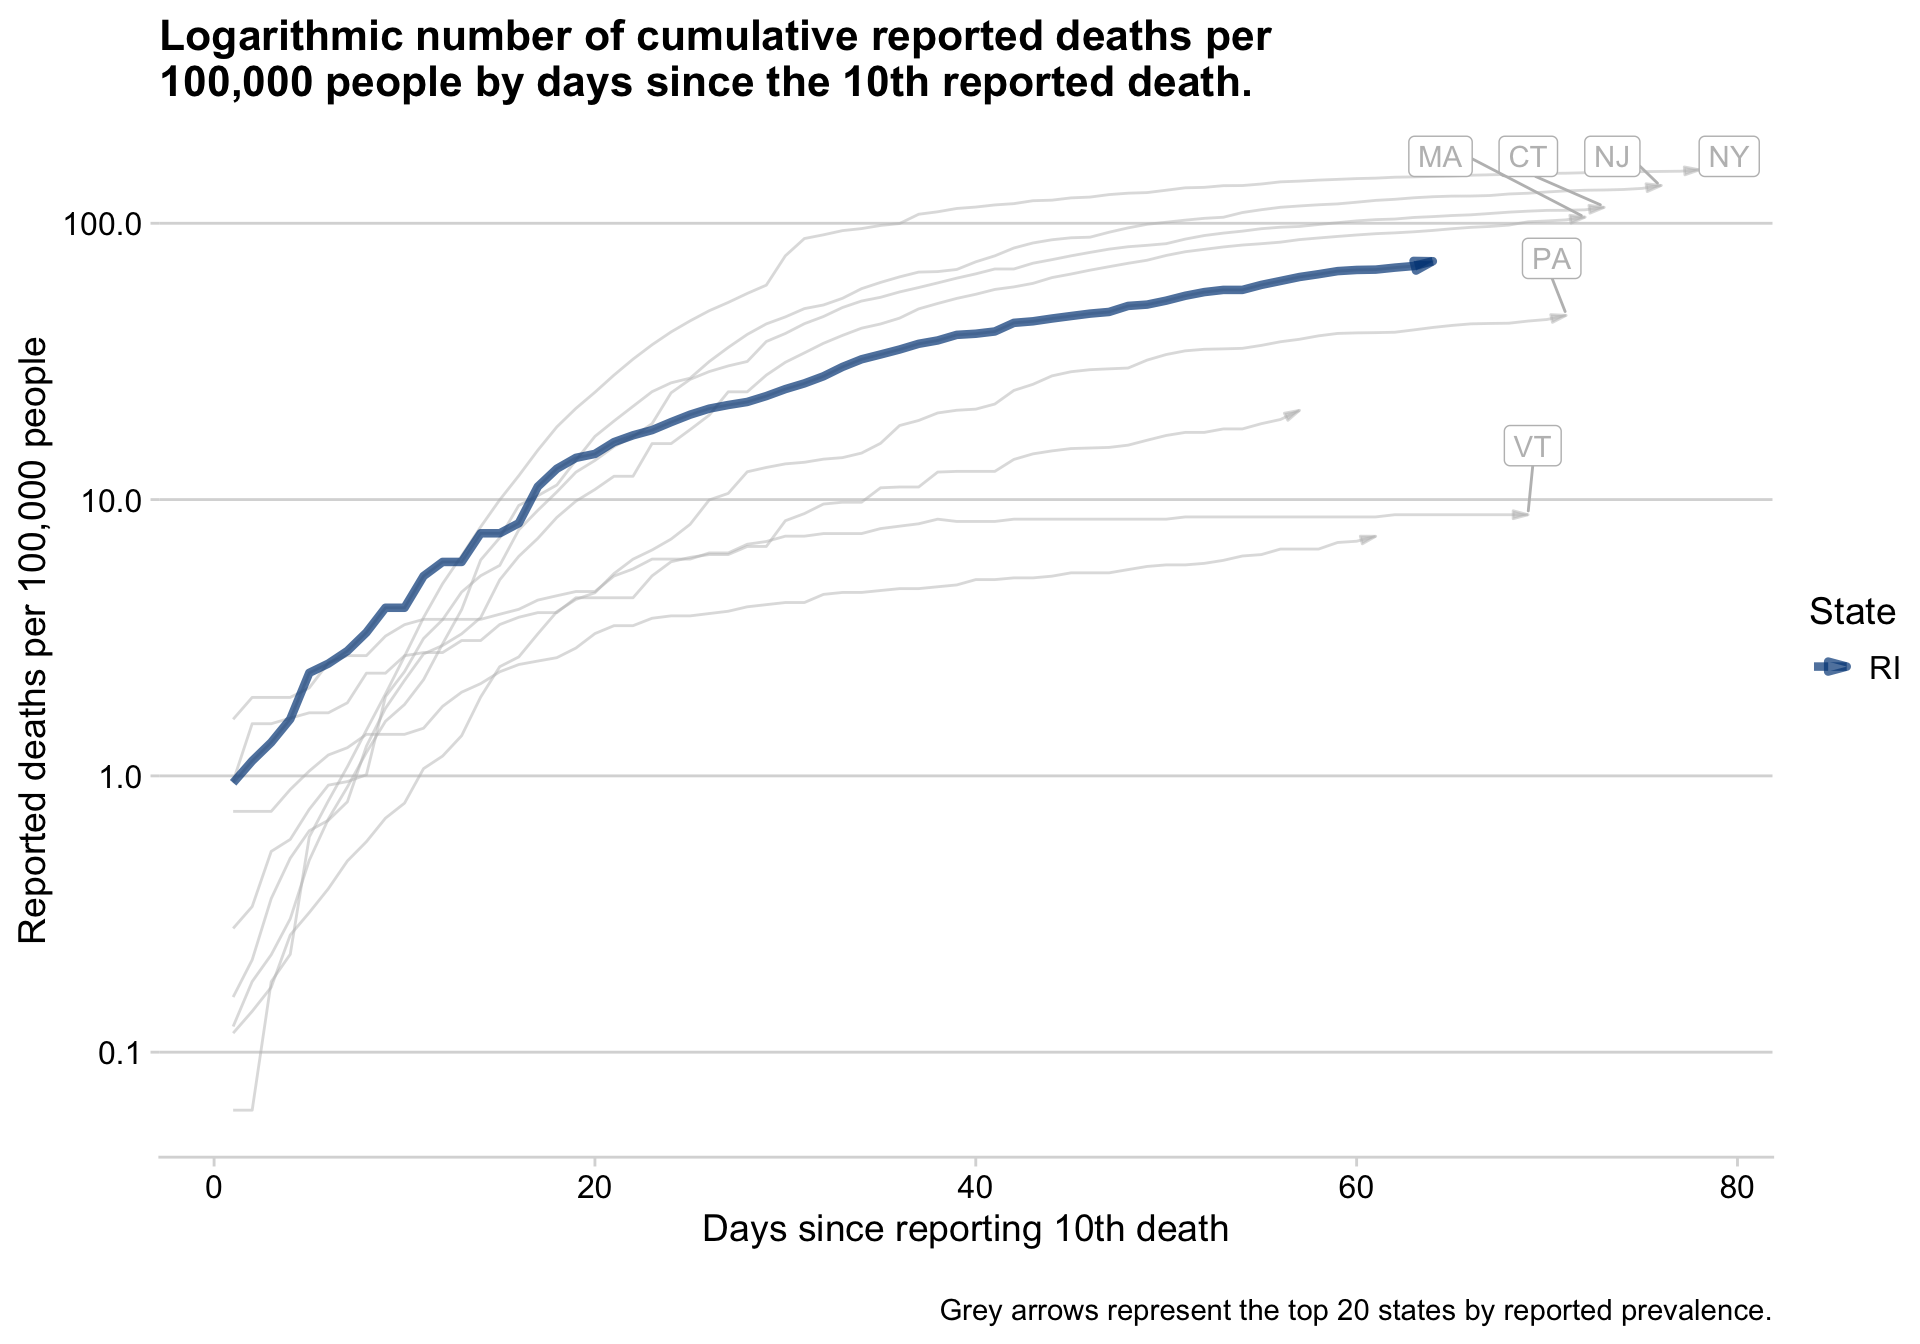 Logarithmic number of cumulative reported deaths per
100,000 people by days since the 10th reported death.
MA CT NJ NY
100.0
PA
VT
10.0
1.0
0.1
Reported deaths per 100,000 people
State
RI
0 20 40 60 80
Days since reporting 10th death
Grey arrows represent the top 20 states by reported prevalence.